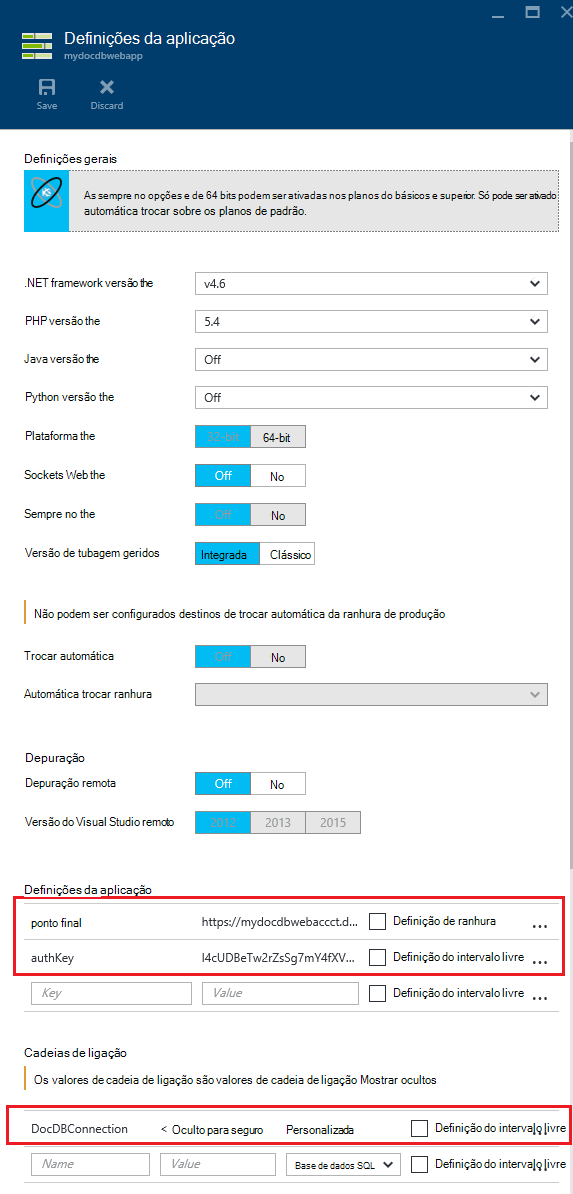 Definições da aplicação
mydocdbwebapp
Save Discard
Definições gerais
As sempre no opções e de 64 bits podem ser ativadas nos planos do básicos e superior. Só pode ser ativado
automática trocar sobre os planos de padrão.
.NET framework versão the v4.6
PHP versão the 5.4
Java versão the Off
Python versão the Off
Plataforma the 32-bit 64-bit
Sockets Web the Off No
Sempre no the Off No
Versão de tubagem geridos Integrada Clássico
Não podem ser configurados destinos de trocar automática da ranhura de produção
Trocar automática Off No
Automática trocar ranhura
Depuração
Depuração remota Off No
Versão do Visual Studio remoto 2012 2013 2015
Definições da aplicação
ponto final https://mydocdbwebaccct.d... Definição de ranhura ...
authKey I4cUDBeTw2rZsSg7mY4fXV... Definição do intervalo livre ...
Key Value Definição do intervalo livre ...
Cadeias de ligação
Os valores de cadeia de ligação são valores de cadeia de ligação Mostrar ocultos
DocDBConnection < Oculto para seguro Personalizada Definição do intervalo livre
Name Value Base de dados SQL Definição do intervalo livre